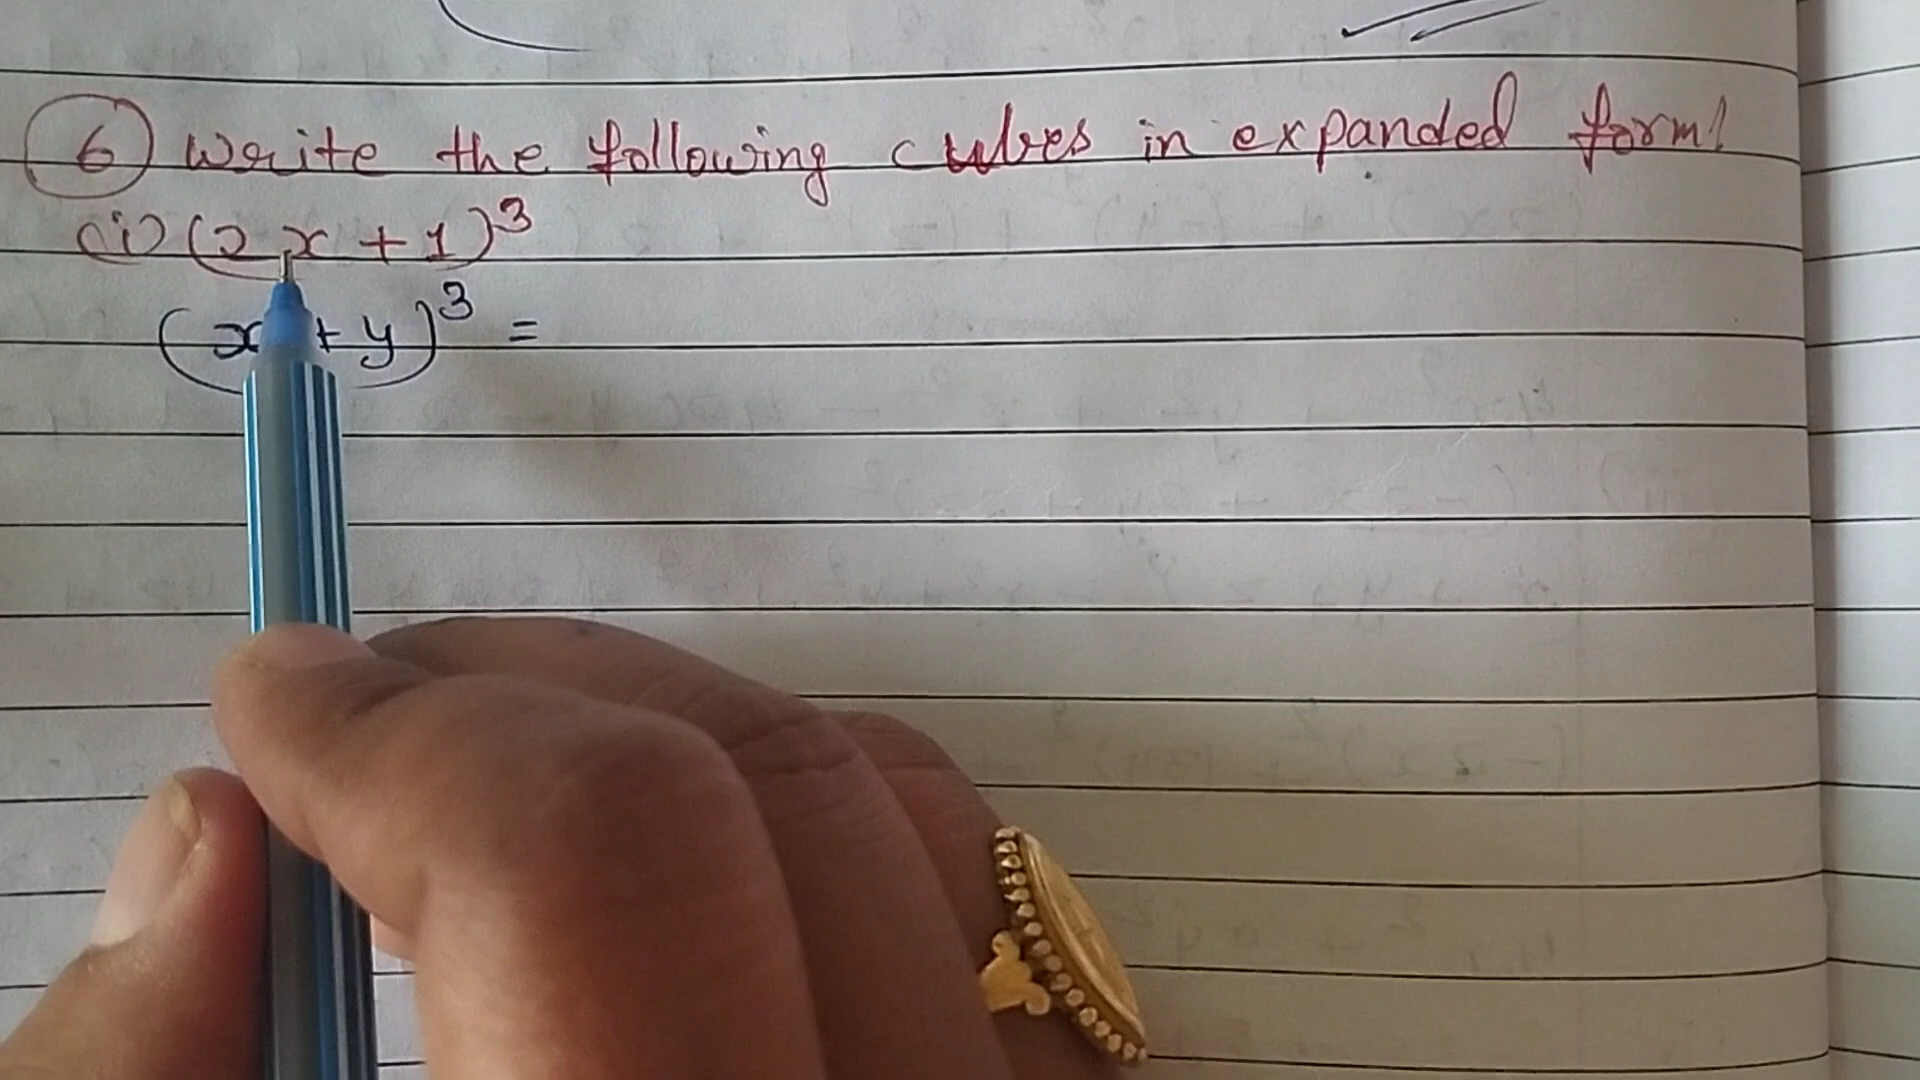 6 Write the following cubes in expanded form:
(i) (2x + 1)³
(x + y)³ =